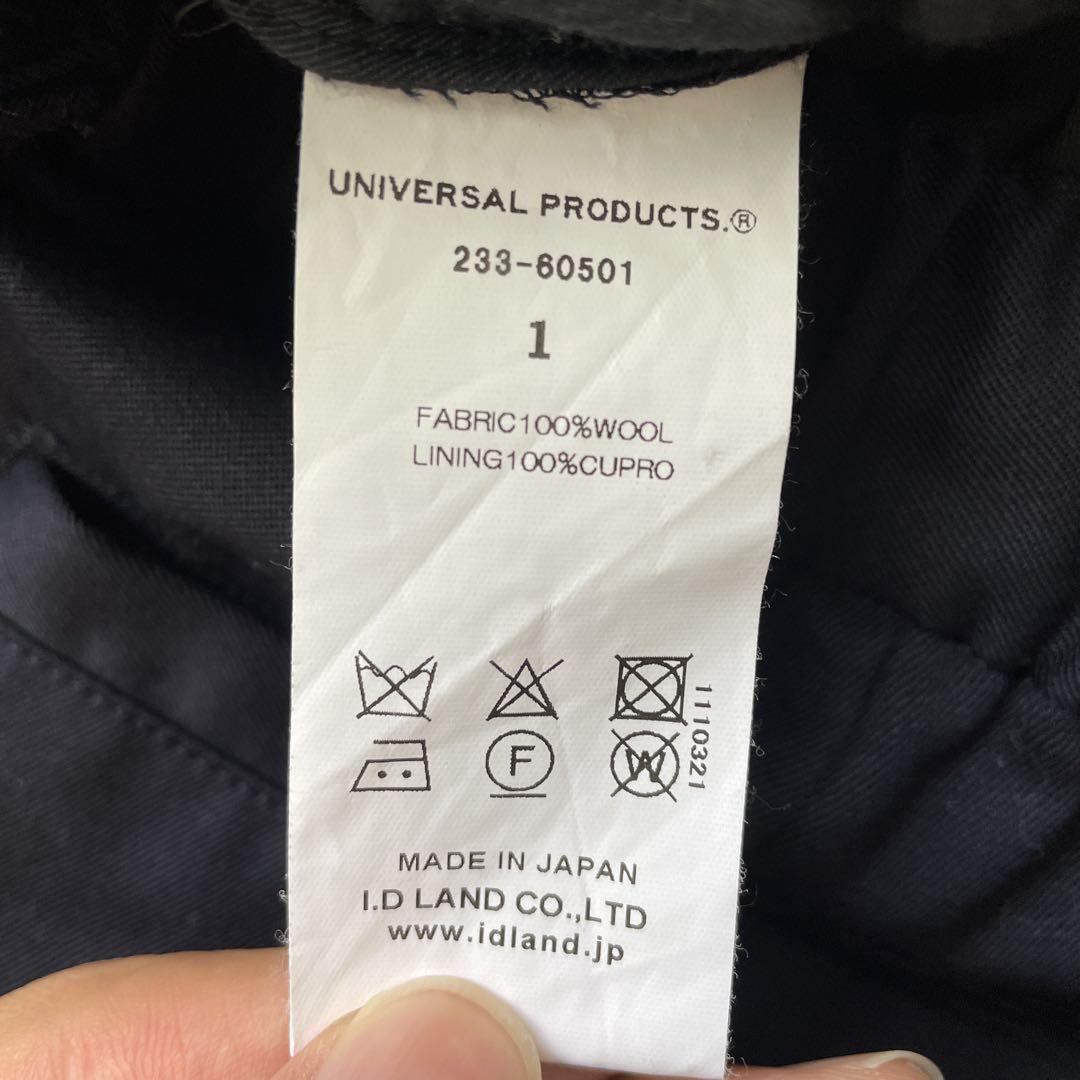 UNIVERSAL PRODUCTS.®
233-60501
1
FABRIC100%WOOL
LINING100%CUPRO
1110321
F
W
MADE IN JAPAN
I.D LAND CO.,LTD
www.idland.jp